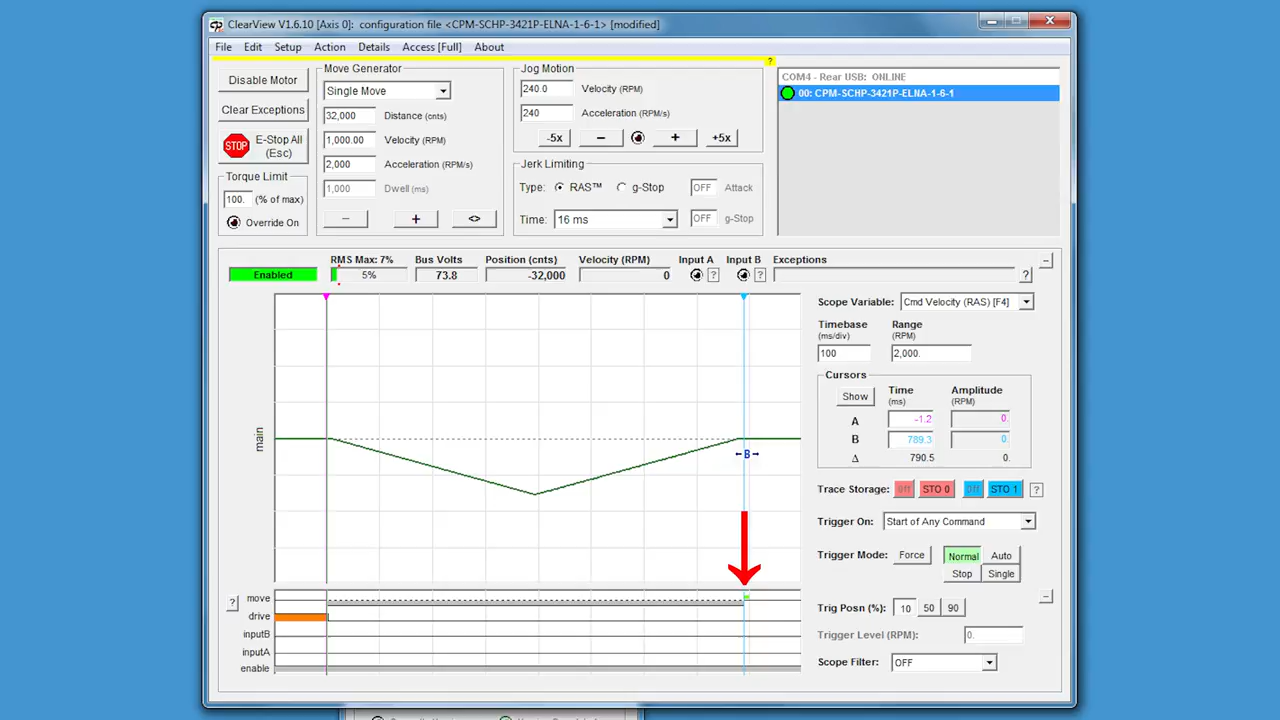 ClearView V1.6.10 [Axis 0]: configuration file <CPM-SCHP-3421P-ELNA-1-6-1> [modified]
File Edit Setup Action Details Access [Full] About
?
Disable Motor
Clear Exceptions
STOP
E-Stop All
(Esc)
Torque Limit
100. (% of max)
Override On
Move Generator
Single Move
32,000 Distance (cnts)
1,000.00 Velocity (RPM)
2,000 Acceleration (RPM/s)
1,000 Dwell (ms)
− + <>
Jog Motion
240.0 Velocity (RPM)
240 Acceleration (RPM/s)
-5x − + +5x
Jerk Limiting
Type: RAS™ g-Stop OFF Attack
Time: 16 ms OFF g-Stop
COM4 - Rear USB: ONLINE
00: CPM-SCHP-3421P-ELNA-1-6-1
RMS Max: 7% Bus Volts Position (cnts) Velocity (RPM) Input A Input B Exceptions
Enabled 5% 73.8 -32,000 0 ? ? ?
main
B
Scope Variable: Cmd Velocity (RAS) [F4]
Timebase Range
(ms/div) (RPM)
100 2,000.
Cursors
Show Time Amplitude
(ms) (RPM)
A -1.2 0.
B 789.3 0.
Δ 790.5 0.
Trace Storage: Off STO 0 Off STO 1 ?
Trigger On: Start of Any Command
Trigger Mode: Force Normal Auto
Stop Single
Trig Posn (%): 10 50 90
Trigger Level (RPM): 0.
Scope Filter: OFF
? move
drive
inputB
inputA
enable